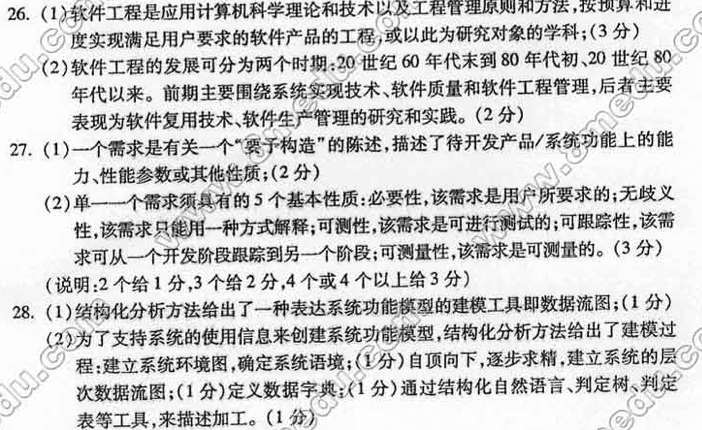 26. (1)软件工程是应用计算机科学理论和技术以及工程管理原则和方法,按预算和进
度实现满足用户要求的软件产品的工程,或以此为研究对象的学科;(3 分)
(2)软件工程的发展可分为两个时期:20 世纪 60 年代末到 80 年代初、20 世纪 80
年代以来。前期主要围绕系统实现技术、软件质量和软件工程管理,后者主要
表现为软件复用技术、软件生产管理的研究和实践。(2 分)
27. (1)一个需求是有关一个“要予构造”的陈述,描述了待开发产品/系统功能上的能
力、性能参数或其他性质;(2 分)
(2)单一一个需求须具有的 5 个基本性质:必要性,该需求是用户所要求的;无歧义
性,该需求只能用一种方式解释;可测性,该需求是可进行测试的;可跟踪性,该需
求可从一个开发阶段跟踪到另一个阶段;可测量性,该需求是可测量的。(3 分)
(说明:2 个给 1 分,3 个给 2 分,4 个或 4 个以上给 3 分)
28. (1)结构化分析方法给出了一种表达系统功能模型的建模工具即数据流图;(1 分)
(2)为了支持系统的使用信息来创建系统功能模型,结构化分析方法给出了建模过
程:建立系统环境图,确定系统语境;(1 分)自顶向下,逐步求精,建立系统的层
次数据流图;(1 分)定义数据字典;(1 分)通过结构化自然语言、判定树、判定
表等工具,来描述加工。(1 分)